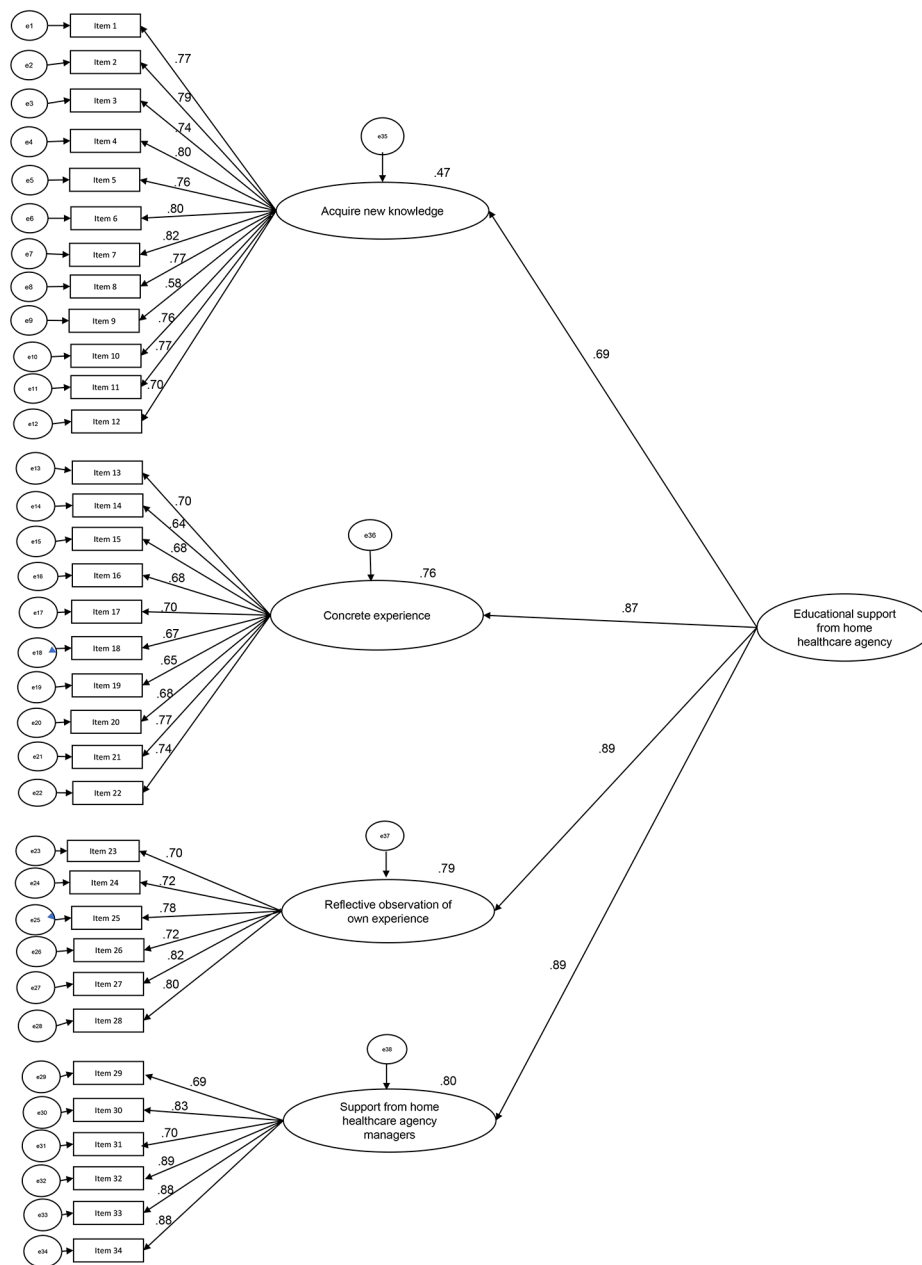 e1 Item 1
.77
e2 Item 2
.79
e3 Item 3
.74
e4 Item 4
.80
e5 Item 5
.76
e6 Item 6
.80
e7 Item 7
.82
e8 Item 8
.77
e9 Item 9
.58
e10 Item 10
.76
e11 Item 11
.77
e12 Item 12
.70
e35
.47
Acquire new knowledge
.69
e13 Item 13
.70
e14 Item 14
.64
e15 Item 15
.68
e16 Item 16
.68
e17 Item 17
.70
e18 Item 18
.67
e19 Item 19
.65
e20 Item 20
.68
e21 Item 21
.77
e22 Item 22
.74
e36
.76
Concrete experience
.87
Educational support
from home
healthcare agency
e23 Item 23
.70
e24 Item 24
.72
e25 Item 25
.78
e26 Item 26
.72
e27 Item 27
.82
e28 Item 28
.80
e37
.79
Reflective observation of
own experience
.89
e29 Item 29
.69
e30 Item 30
.83
e31 Item 31
.70
e32 Item 32
.89
e33 Item 33
.88
e34 Item 34
.88
e38
.80
Support from home
healthcare agency
managers
.89